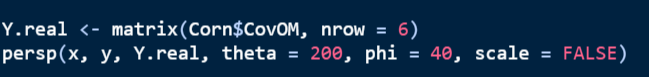 Y.real <- matrix(Corn$CovOM, nrow = 6)
persp(x, y, Y.real, theta = 200, phi = 40, scale = FALSE)